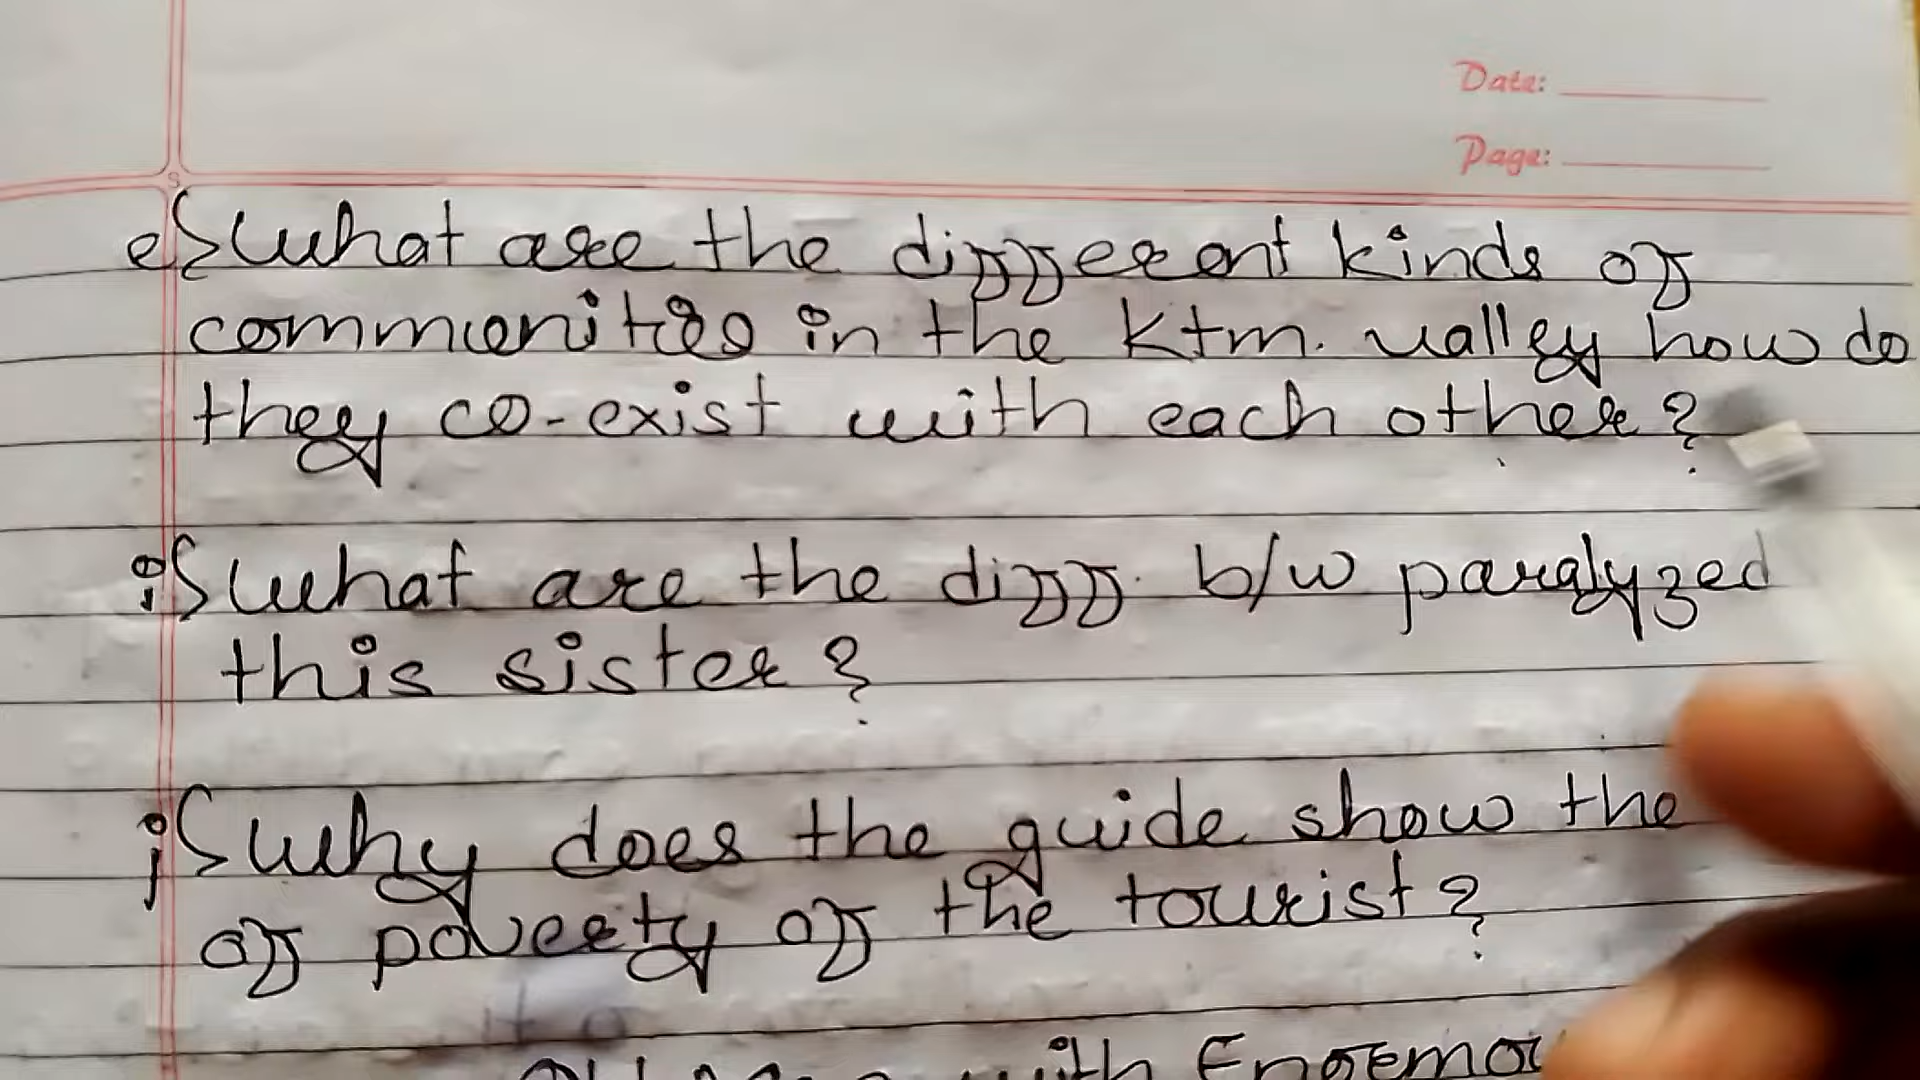 Date:
Page:
e) What are the different kinds of
communities in the Ktm. valley how do
they co-exist with each other?
i) What are the diff. b/w paralyzed
this sister?
j) Why does the guide show the
of poverty of the tourist?
with